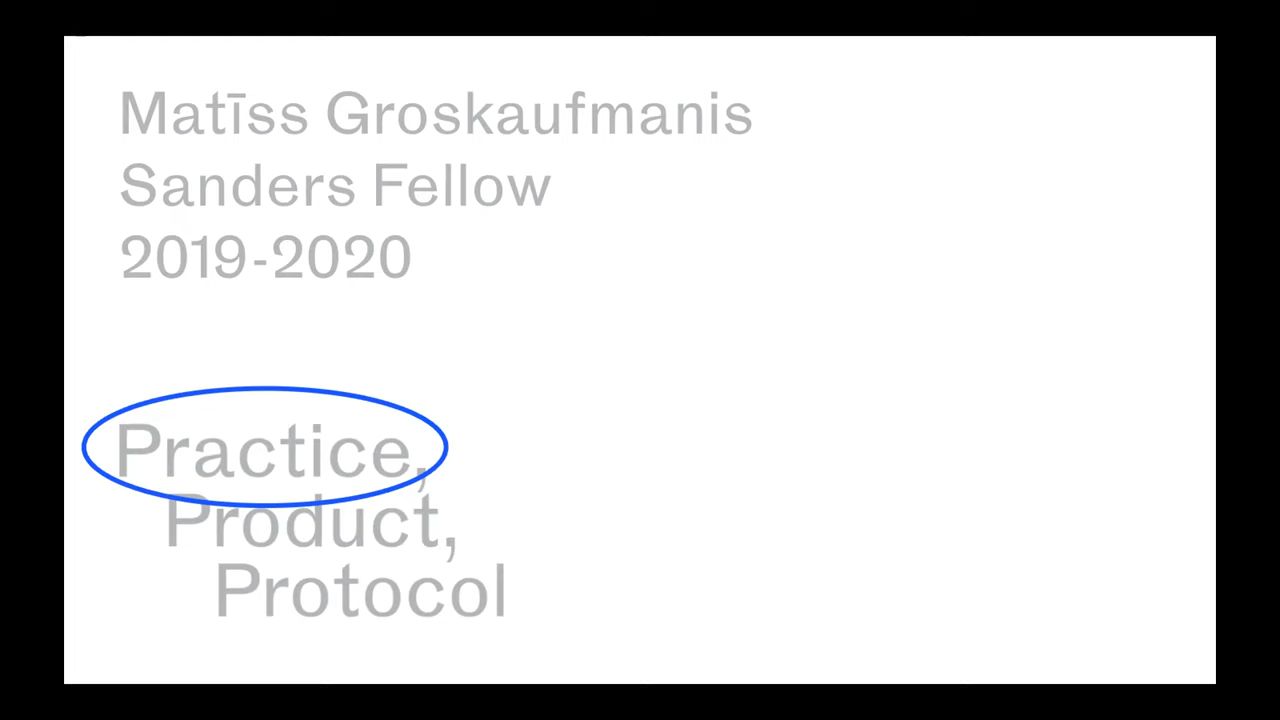 Matīss Groskaufmanis
Sanders Fellow
2019-2020
Practice,
Product,
Protocol